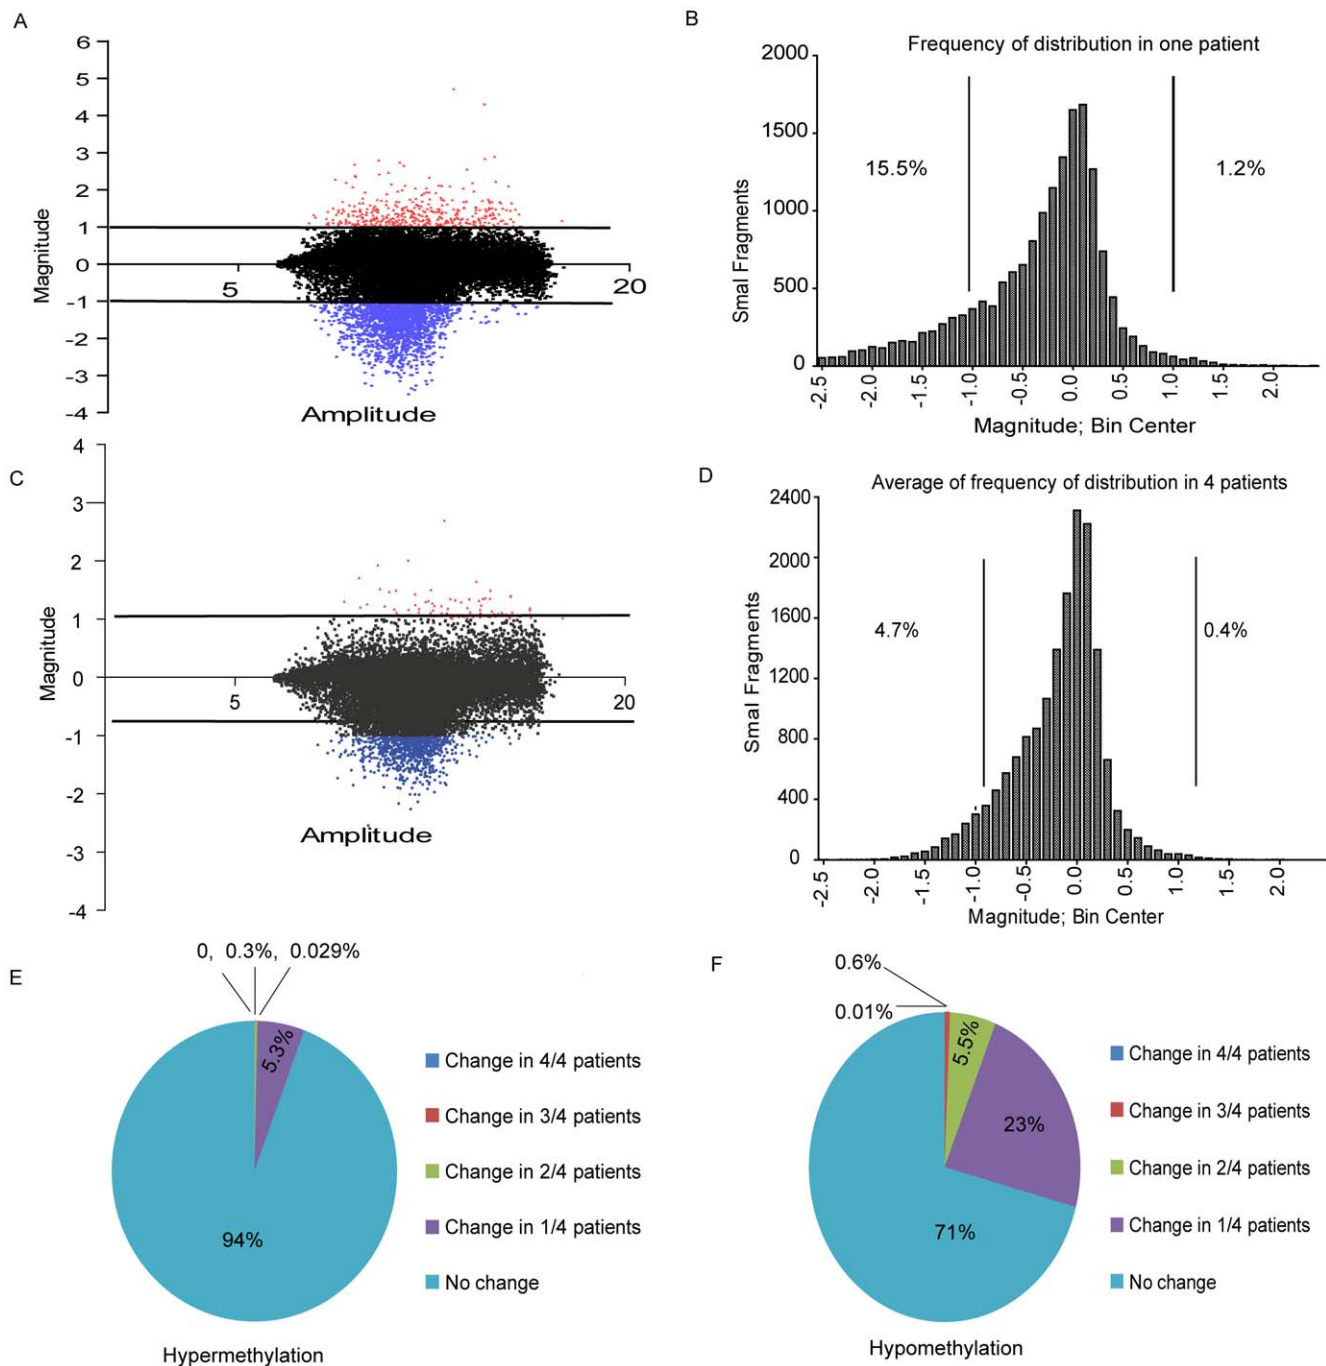 A
6
5
4
3
2
1
0
-1
-2
-3
-4
Magnitude
5
20
Amplitude
B
Frequency of distribution in one patient
2000
1500
1000
500
0
Smal Fragments
15.5%
1.2%
-2.5
-2.0
-1.5
-1.0
-0.5
0.0
0.5
1.0
1.5
2.0
Magnitude; Bin Center
C
4
3
2
1
0
-1
-2
-3
-4
Magnitude
5
20
Amplitude
D
Average of frequency of distribution in 4 patients
2400
2000
1600
1200
800
400
0
Smal Fragments
4.7%
0.4%
-2.5
-2.0
-1.5
-1.0
-0.5
0.0
0.5
1.0
1.5
2.0
Magnitude; Bin Center
E
0, 0.3%, 0.029%
5.3%
94%
Change in 4/4 patients
Change in 3/4 patients
Change in 2/4 patients
Change in 1/4 patients
No change
Hypermethylation
F
0.6%
0.01%
5.5%
23%
71%
Change in 4/4 patients
Change in 3/4 patients
Change in 2/4 patients
Change in 1/4 patients
No change
Hypomethylation